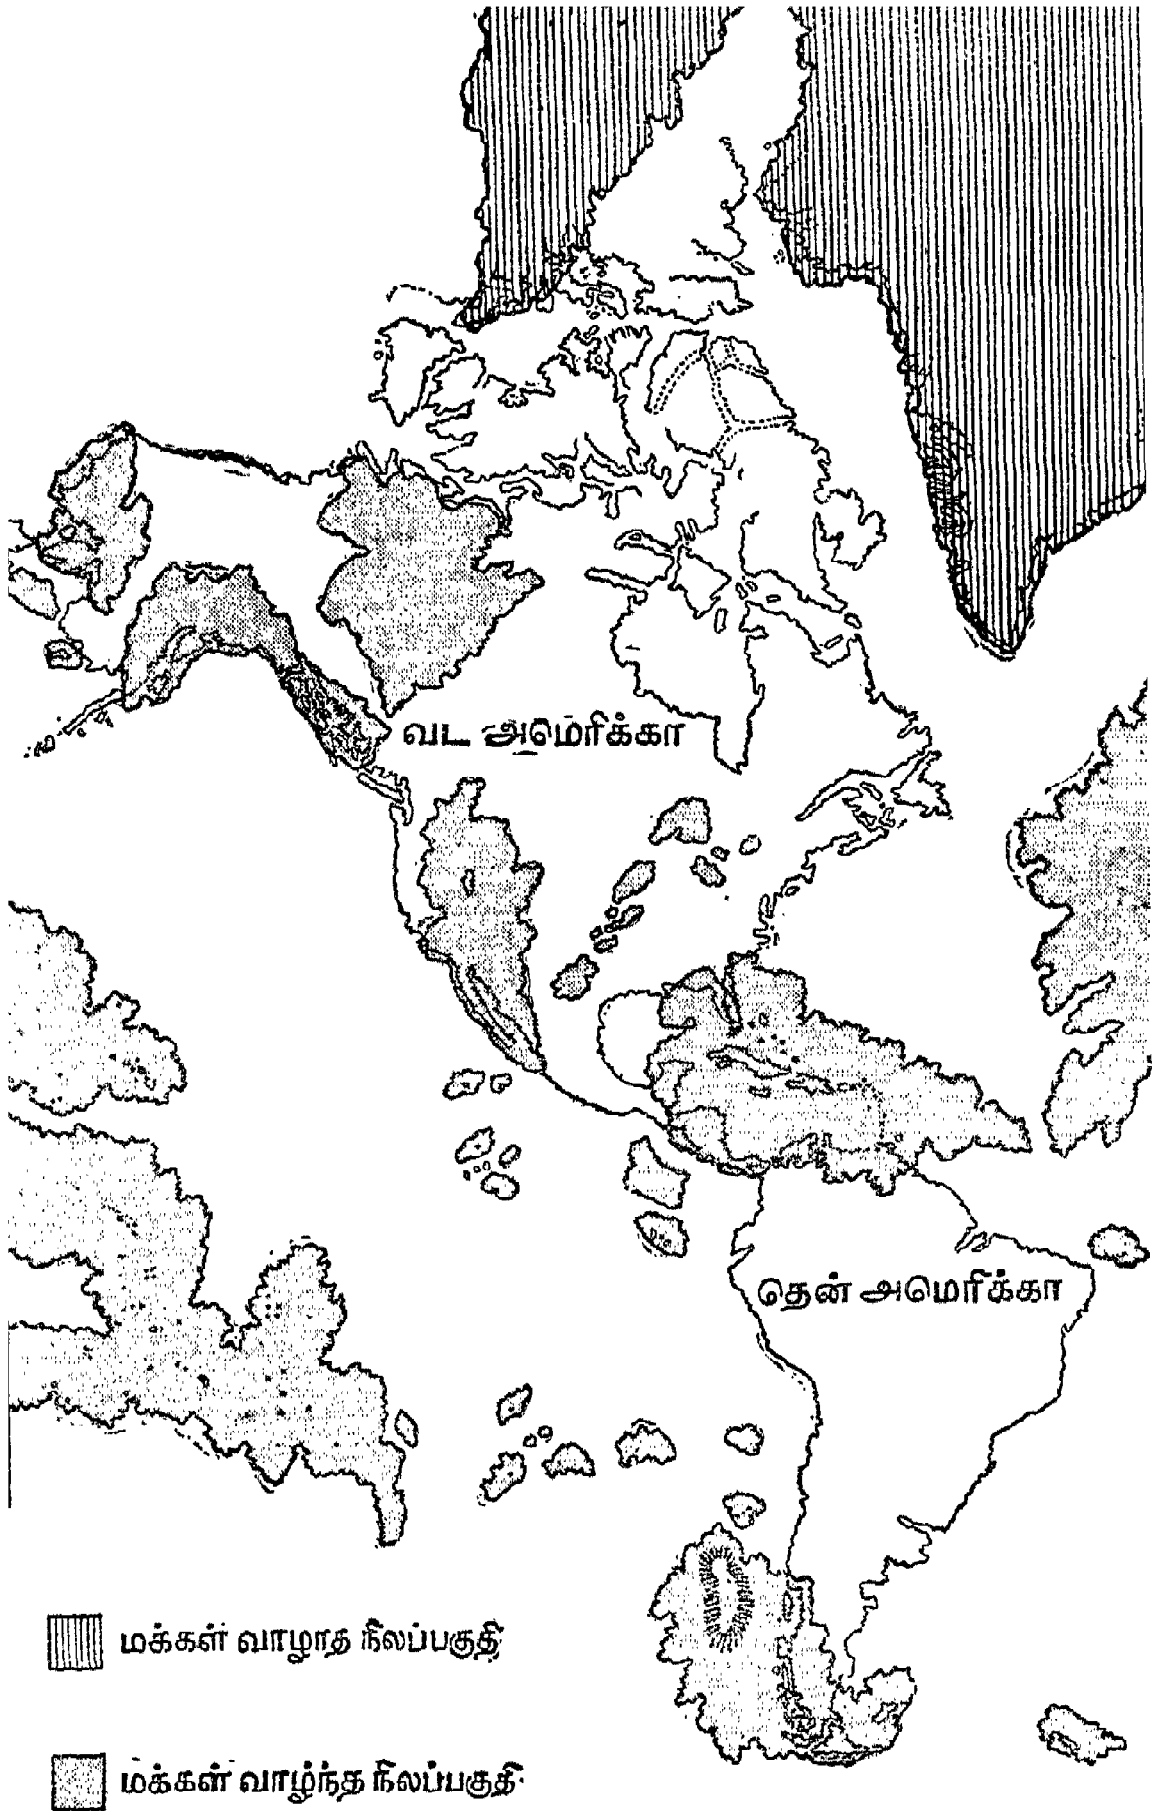 வட அமெரிக்கா
தென் அமெரிக்கா
மக்கள் வாழாத நிலப்பகுதி
மக்கள் வாழ்ந்த நிலப்பகுதி